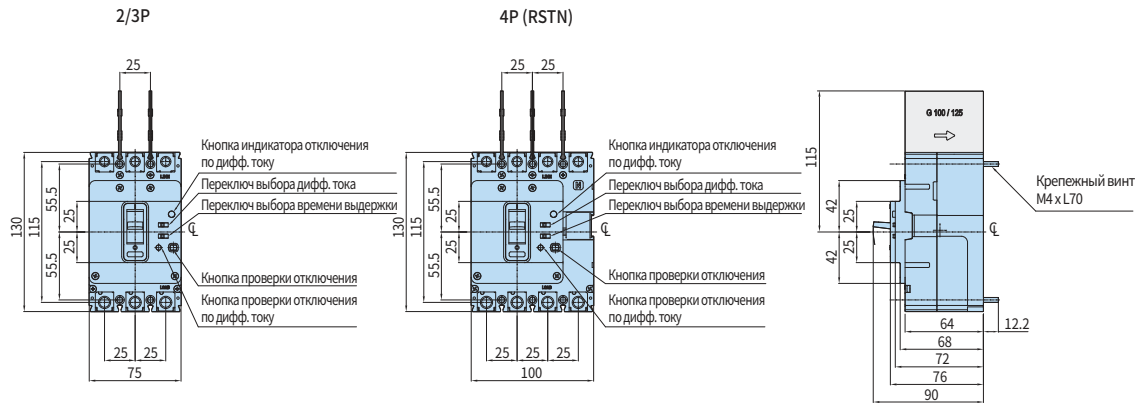 2/3P
25
130
115
55.5
55.5
25
25
LINE
LOAD
Кнопка индикатора отключения
по дифф. току
Переключ выбора дифф. тока
Переключ выбора времени выдержки
℄
Кнопка проверки отключения
Кнопка проверки отключения
по дифф. току
25
25
75
4P (RSTN)
25
25
130
115
55.5
55.5
25
25
LINE
N
LOAD
Кнопка индикатора отключения
по дифф. току
Переключ выбора дифф. тока
Переключ выбора времени выдержки
℄
Кнопка проверки отключения
Кнопка проверки отключения
по дифф. току
25
25
25
100
G 100 / 125
115
42
25
25
42
Крепежный винт
M4 x L70
℄
64
12.2
68
72
76
90